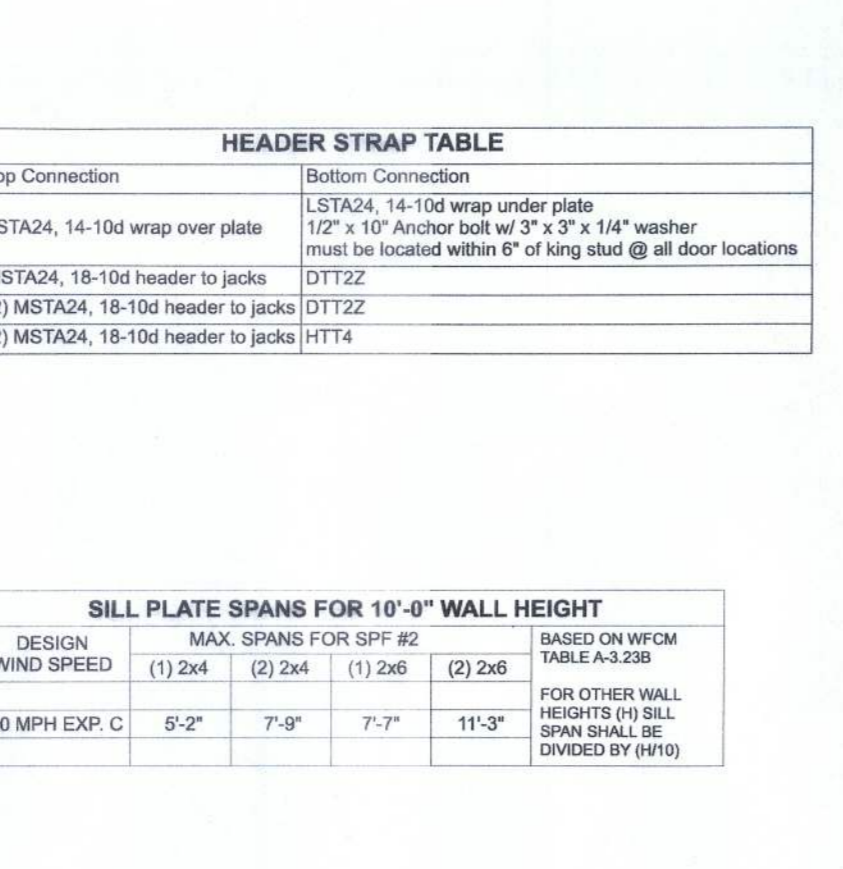 HEADER STRAP TABLE
Connection Bottom Connection
LSTA24, 14-10d wrap under plate
14-10d wrap over plate 1/2" x 10" Anchor bolt w/ 3" x 3" x 1/4" washer
must be located within 6" of king stud @ all door locations
18-10d header to jacks DTT2Z
MSTA24, 18-10d header to jacks DTT2Z
MSTA24, 18-10d header to jacks HTT4
SILL PLATE SPANS FOR 10'-0" WALL HEIGHT
DESIGN MAX. SPANS FOR SPF #2 BASED ON WFCM
SPEED (1) 2x4 (2) 2x4 (1) 2x6 (2) 2x6 TABLE A-3.23B
FOR OTHER WALL
HEIGHTS (H) SILL
MPH EXP. C 5'-2" 7'-9" 7'-7" 11'-3" SPAN SHALL BE
DIVIDED BY (H/10)